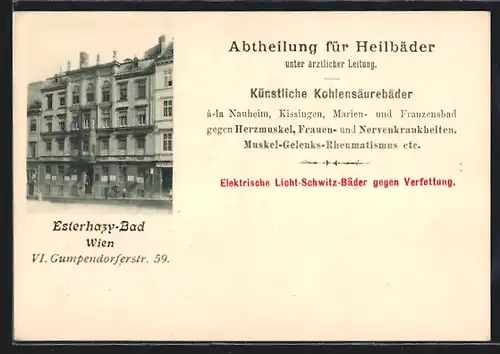 Abtheilung für Heilbäder
unter ärztlicher Leitung.
Künstliche Kohlensäurebäder
à-la Nauheim, Kissingen, Marien- und Franzensbad
gegen Herzmuskel, Frauen- und Nervenkrankheiten.
Muskel-Gelenks-Rheumatismus etc.
Elektrische Licht-Schwitz-Bäder gegen Verfettung.
Esterhazy-Bad
Wien
VI. Gumpendorferstr. 59.